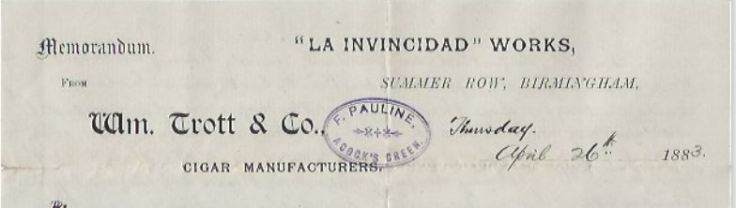 Memorandum.
"LA INVINCIDAD" WORKS,
FROM
SUMMER ROW, BIRMINGHAM,
Wm. Trott & Co.,
F. PAULINE,
ACOCK'S GREEN.
Thursday.
April 26th 1883.
CIGAR MANUFACTURERS,
To